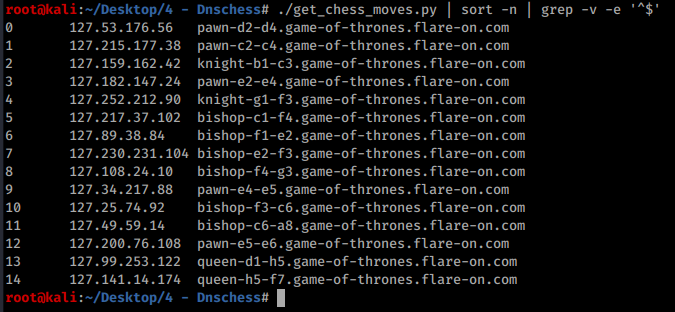 root@kali:~/Desktop/4 - Dnschess# ./get_chess_moves.py | sort -n | grep -v -e '^$'
0 127.53.176.56 pawn-d2-d4.game-of-thrones.flare-on.com
1 127.215.177.38 pawn-c2-c4.game-of-thrones.flare-on.com
2 127.159.162.42 knight-b1-c3.game-of-thrones.flare-on.com
3 127.182.147.24 pawn-e2-e4.game-of-thrones.flare-on.com
4 127.252.212.90 knight-g1-f3.game-of-thrones.flare-on.com
5 127.217.37.102 bishop-c1-f4.game-of-thrones.flare-on.com
6 127.89.38.84 bishop-f1-e2.game-of-thrones.flare-on.com
7 127.230.231.104 bishop-e2-f3.game-of-thrones.flare-on.com
8 127.108.24.10 bishop-f4-g3.game-of-thrones.flare-on.com
9 127.34.217.88 pawn-e4-e5.game-of-thrones.flare-on.com
10 127.25.74.92 bishop-f3-c6.game-of-thrones.flare-on.com
11 127.49.59.14 bishop-c6-a8.game-of-thrones.flare-on.com
12 127.200.76.108 pawn-e5-e6.game-of-thrones.flare-on.com
13 127.99.253.122 queen-d1-h5.game-of-thrones.flare-on.com
14 127.141.14.174 queen-h5-f7.game-of-thrones.flare-on.com
root@kali:~/Desktop/4 - Dnschess#